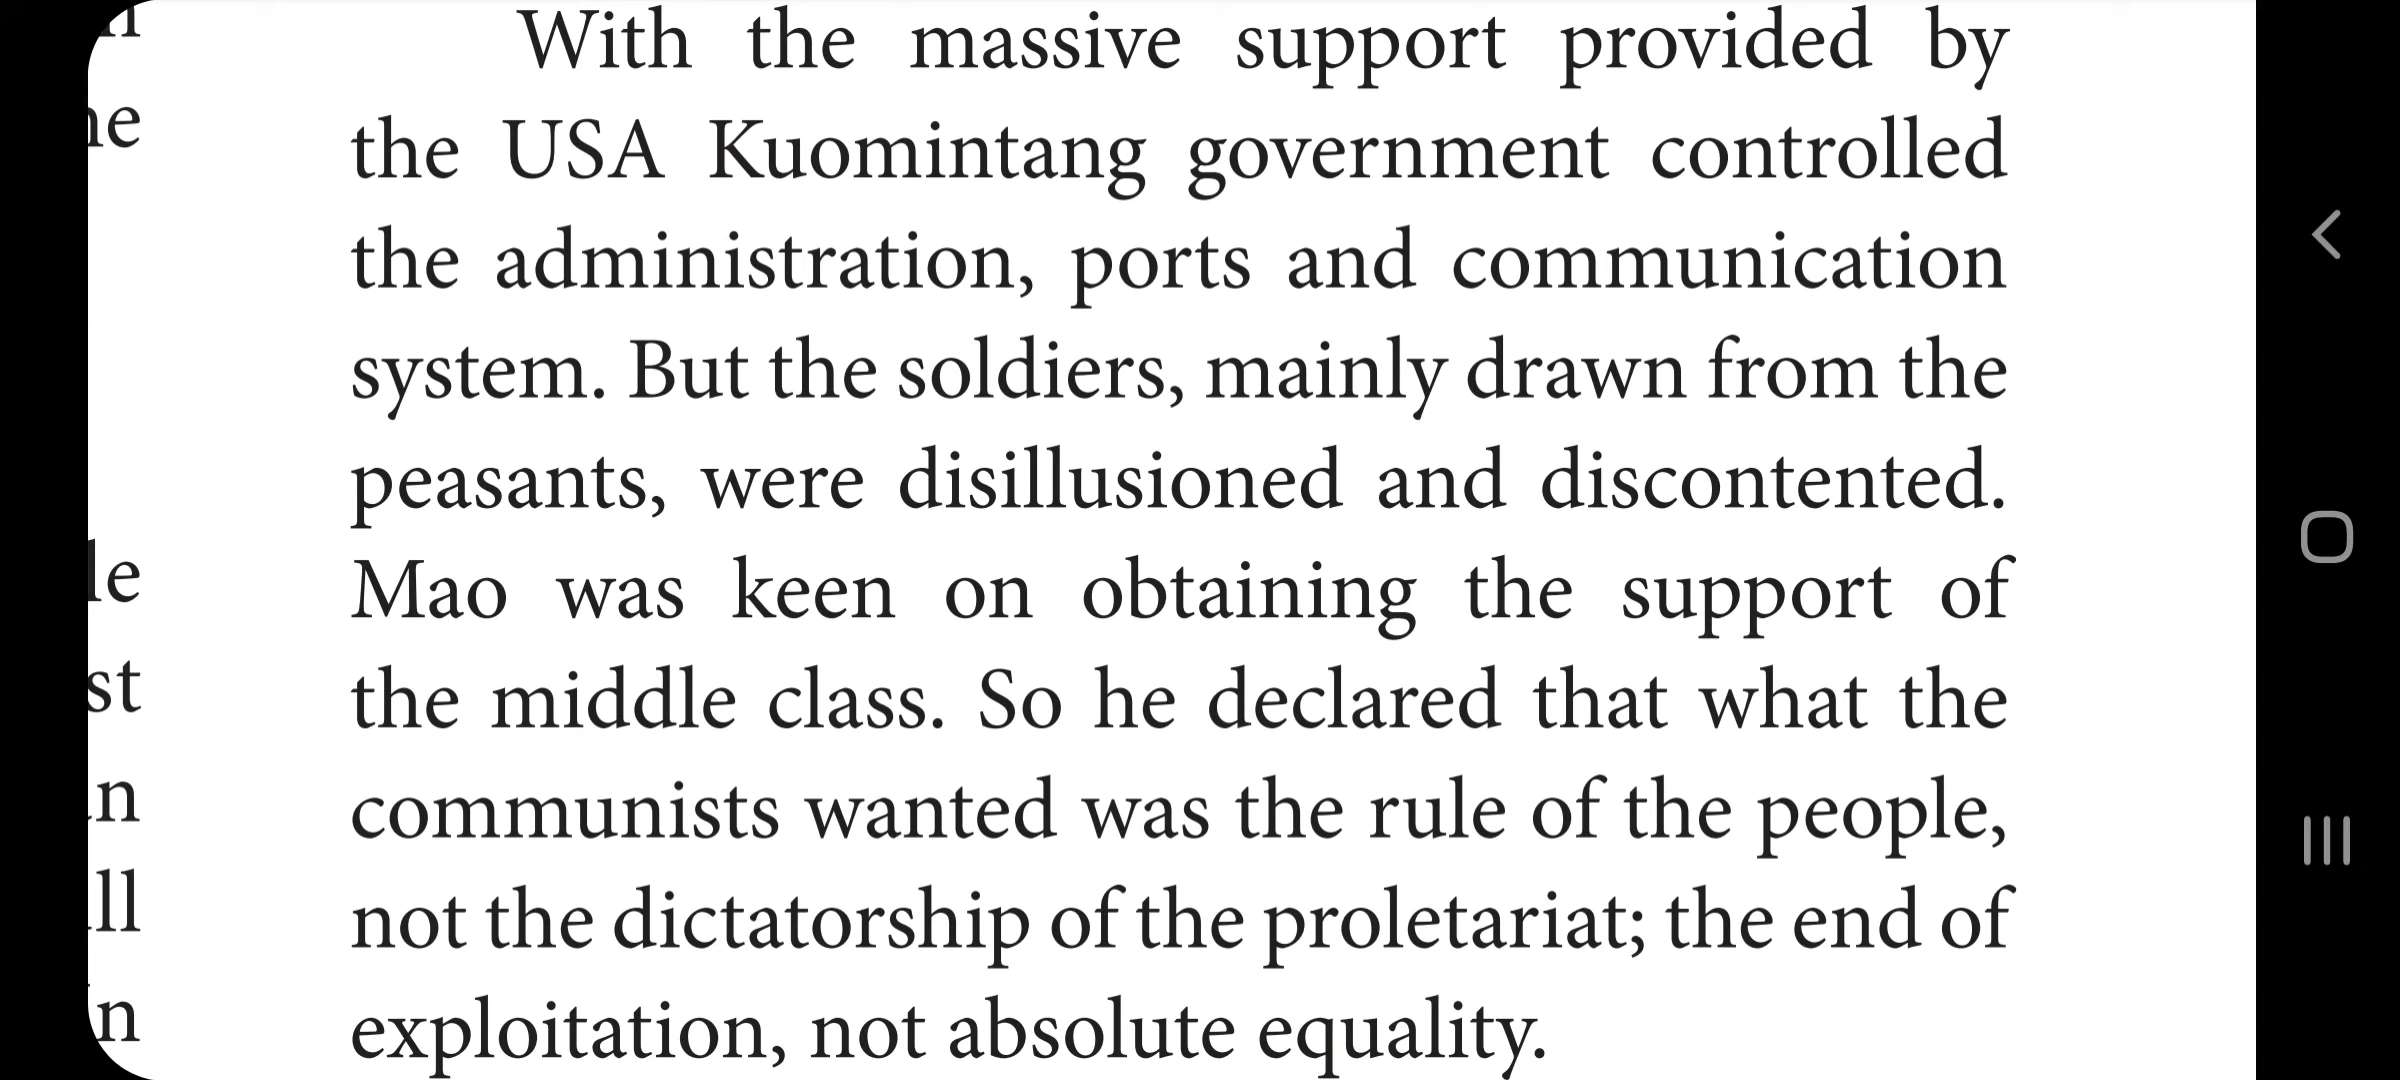 With the massive support provided by
the USA Kuomintang government controlled
the administration, ports and communication
system. But the soldiers, mainly drawn from the
peasants, were disillusioned and discontented.
Mao was keen on obtaining the support of
the middle class. So he declared that what the
communists wanted was the rule of the people,
not the dictatorship of the proletariat; the end of
exploitation, not absolute equality.